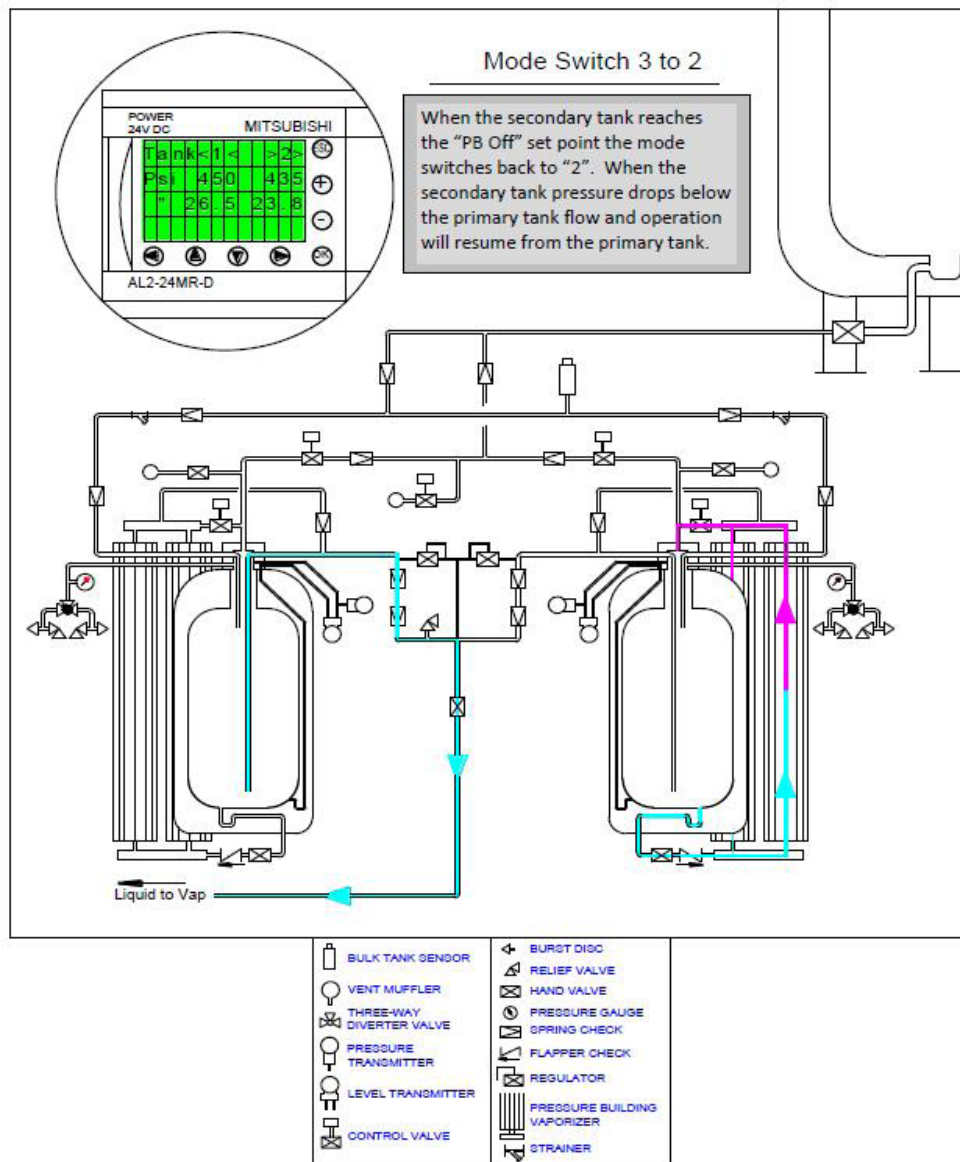 Mode Switch 3 to 2
When the secondary tank reaches
the “PB Off” set point the mode
switches back to “2”. When the
secondary tank pressure drops below
the primary tank flow and operation
will resume from the primary tank.
POWER
24V DC
MITSUBISHI
Tank<1< >2>
Psi 450 435
" 26.5 23.8
ESC
+
-
OK
AL2-24MR-D
Liquid to Vap
BULK TANK SENSOR
VENT MUFFLER
THREE-WAY
DIVERTER VALVE
PRESSURE
TRANSMITTER
LEVEL TRANSMITTER
CONTROL VALVE
BURST DISC
RELIEF VALVE
HAND VALVE
PRESSURE GAUGE
SPRING CHECK
FLAPPER CHECK
REGULATOR
PRESSURE BUILDING
VAPORIZER
STRAINER